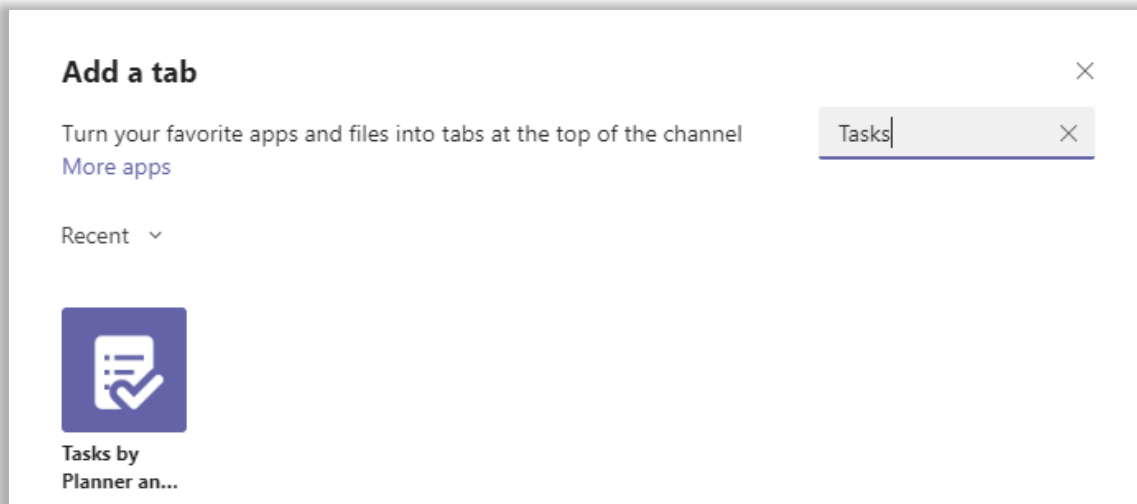 Add a tab
Turn your favorite apps and files into tabs at the top of the channel
Tasks
More apps
Recent
Tasks by
Planner an...